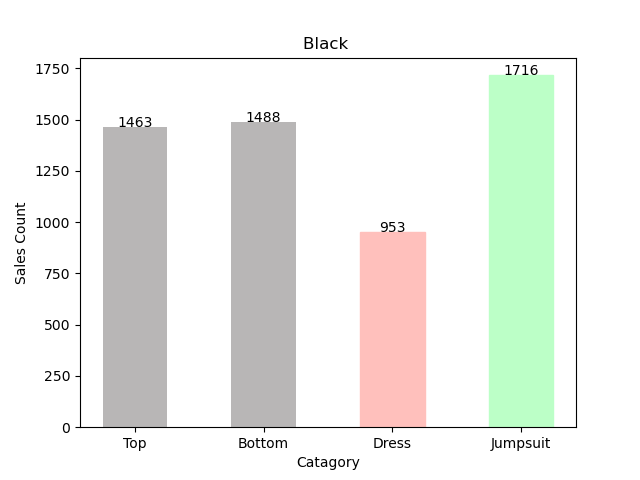 Black
1750
1500
1250
1000
750
500
250
0
Sales Count
1463
1488
953
1716
Top
Bottom
Dress
Jumpsuit
Catagory